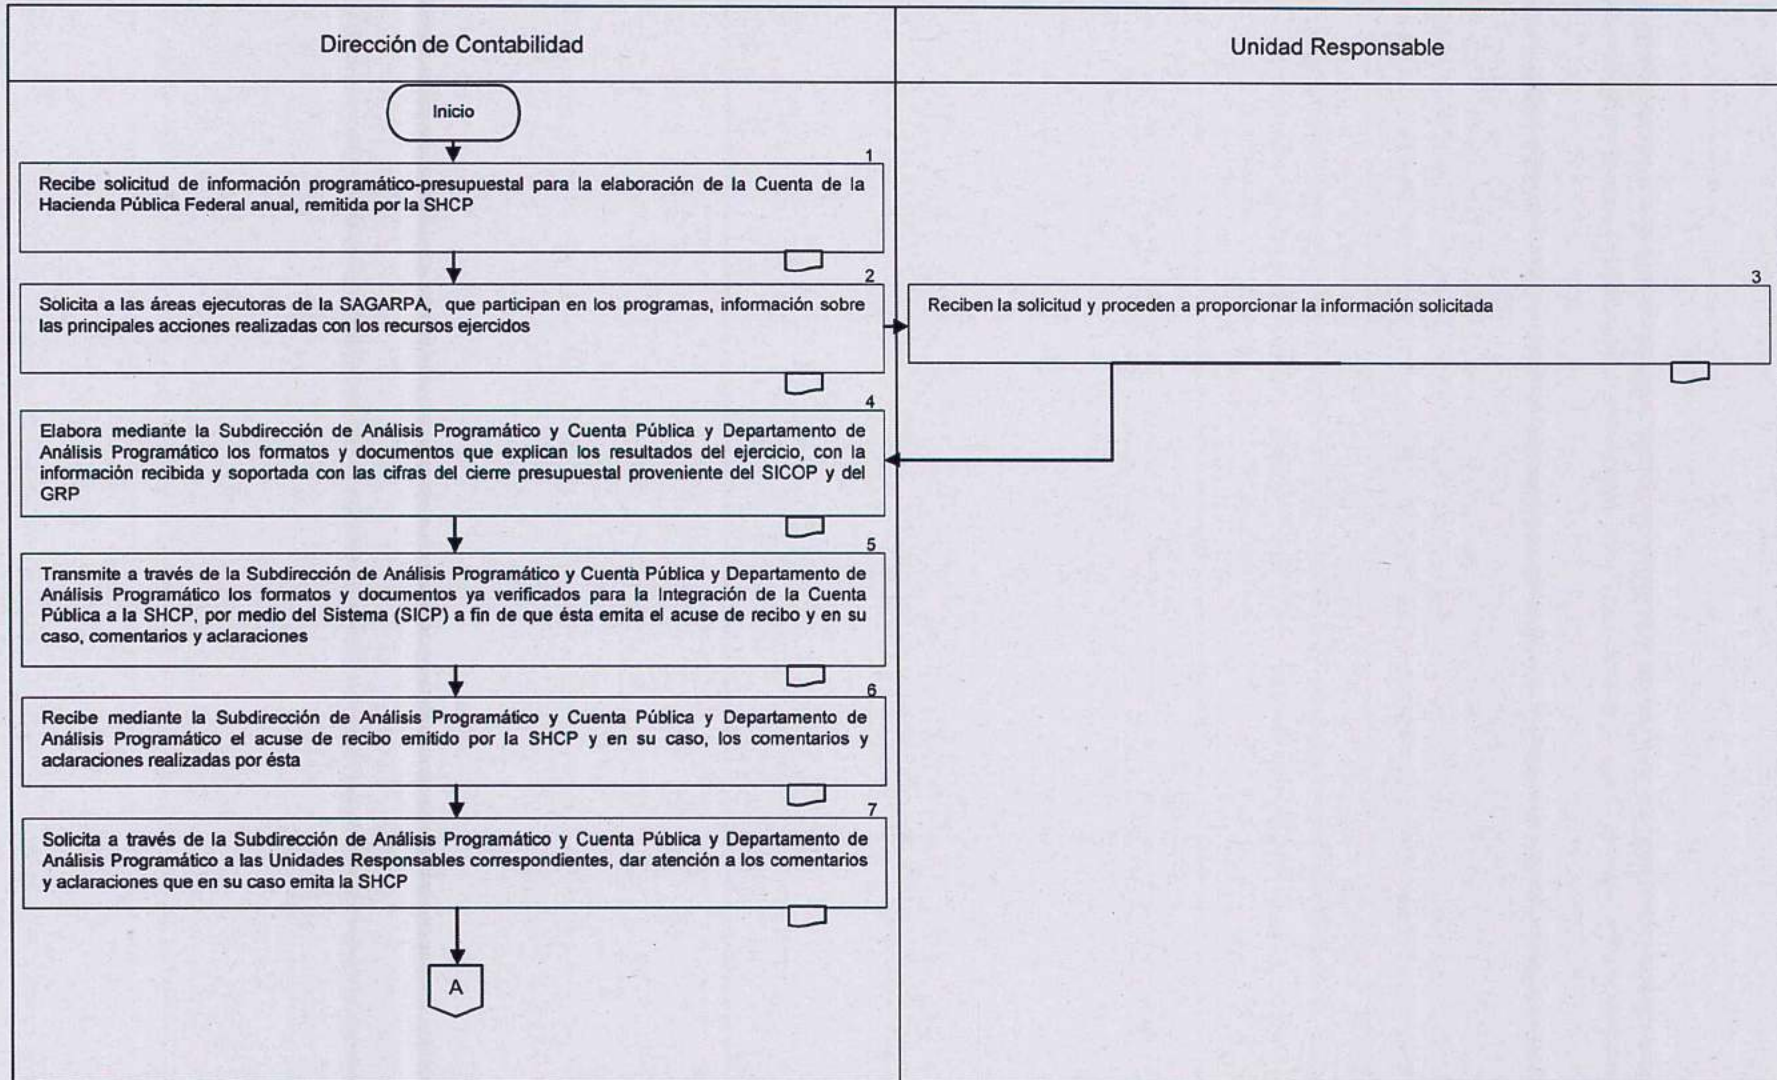 Dirección de Contabilidad
Unidad Responsable
Inicio
1
Recibe solicitud de información programático-presupuestal para la elaboración de la Cuenta de la
Hacienda Pública Federal anual, remitida por la SHCP
2
Solicita a las áreas ejecutoras de la SAGARPA, que participan en los programas, información sobre
las principales acciones realizadas con los recursos ejercidos
3
Reciben la solicitud y proceden a proporcionar la información solicitada
4
Elabora mediante la Subdirección de Análisis Programático y Cuenta Pública y Departamento de
Análisis Programático los formatos y documentos que explican los resultados del ejercicio, con la
información recibida y soportada con las cifras del cierre presupuestal proveniente del SICOP y del
GRP
5
Transmite a través de la Subdirección de Análisis Programático y Cuenta Pública y Departamento de
Análisis Programático los formatos y documentos ya verificados para la Integración de la Cuenta
Pública a la SHCP, por medio del Sistema (SICP) a fin de que ésta emita el acuse de recibo y en su
caso, comentarios y aclaraciones
6
Recibe mediante la Subdirección de Análisis Programático y Cuenta Pública y Departamento de
Análisis Programático el acuse de recibo emitido por la SHCP y en su caso, los comentarios y
aclaraciones realizadas por ésta
7
Solicita a través de la Subdirección de Análisis Programático y Cuenta Pública y Departamento de
Análisis Programático a las Unidades Responsables correspondientes, dar atención a los comentarios
y aclaraciones que en su caso emita la SHCP
A